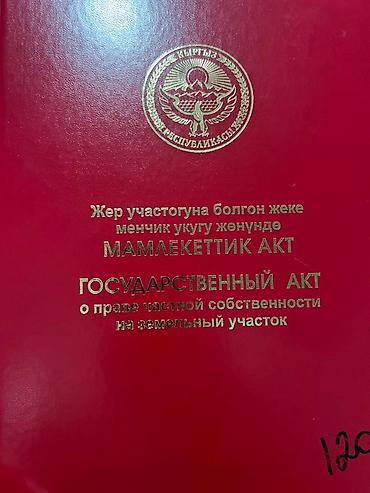 КЫРГЫЗ
РЕСПУБЛИКАСЫ
Жер участогуна болгон жеке
менчик укугу жөнүндө
МАМЛЕКЕТТИК АКТ
ГОСУДАРСТВЕННЫЙ АКТ
о праве частной собственности
на земельный участок
120